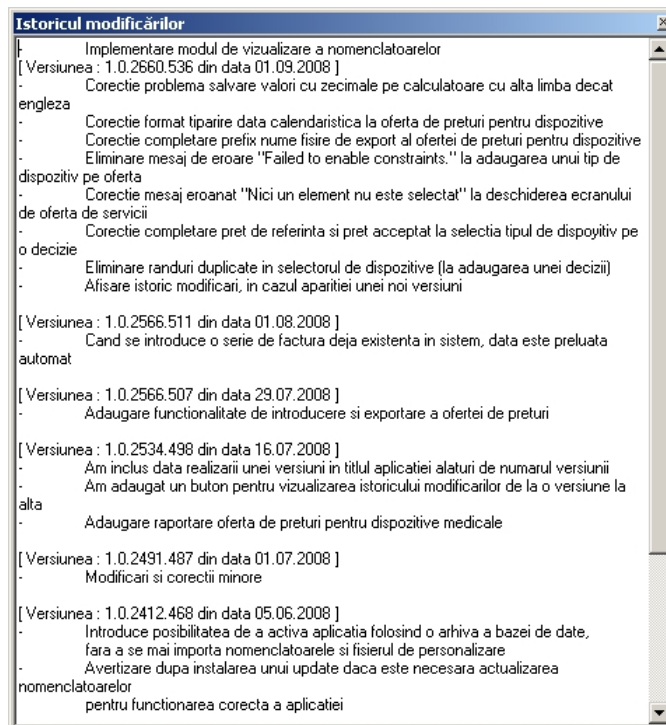 Istoricul modificărilor
- Implementare modul de vizualizare a nomenclatoarelor
[ Versiunea : 1.0.2660.536 din data 01.09.2008 ]
- Corectie problema salvare valori cu zecimale pe calculatoare cu alta limba decat
engleza
- Corectie format tiparire data calendaristica la oferta de preturi pentru dispozitive
- Corectie completare prefix nume fisire de export al ofertei de preturi pentru dispozitive
- Eliminare mesaj de eroare "Failed to enable constraints." la adaugarea unui tip de
dispozitiv pe oferta
- Corectie mesaj eroanat "Nici un element nu este selectat" la deschiderea ecranului
de oferta de servicii
- Corectie completare pret de referinta si pret acceptat la selectia tipul de dispoyitiv pe
o decizie
- Eliminare randuri duplicate in selectorul de dispozitive (la adaugarea unei decizii)
- Afisare istoric modificari, in cazul aparitiei unei noi versiuni
[ Versiunea : 1.0.2566.511 din data 01.08.2008 ]
- Cand se introduce o serie de factura deja existenta in sistem, data este preluata
automat
[ Versiunea : 1.0.2566.507 din data 29.07.2008 ]
- Adaugare functionalitate de introducere si exportare a ofertei de preturi
[ Versiunea : 1.0.2534.498 din data 16.07.2008 ]
- Am inclus data realizarii unei versiuni in titlul aplicatiei alaturi de numarul versiunii
- Am adaugat un buton pentru vizualizarea istoricului modificarilor de la o versiune la
alta
- Adaugare raportare oferta de preturi pentru dispozitive medicale
[ Versiunea : 1.0.2491.487 din data 01.07.2008 ]
- Modificari si corectii minore
[ Versiunea : 1.0.2412.468 din data 05.06.2008 ]
- Introduce posibilitatea de a activa aplicatia folosind o arhiva a bazei de date,
fara a se mai importa nomenclatoarele si fisierul de personalizare
- Avertizare dupa instalarea unui update daca este necesara actualizarea
nomenclatoarelor
pentru functionarea corecta a aplicatiei